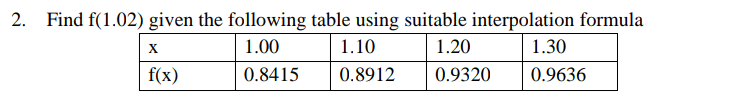 2. Find f(1.02) given the following table using suitable interpolation formula
x 1.00 1.10 1.20 1.30
f(x) 0.8415 0.8912 0.9320 0.9636